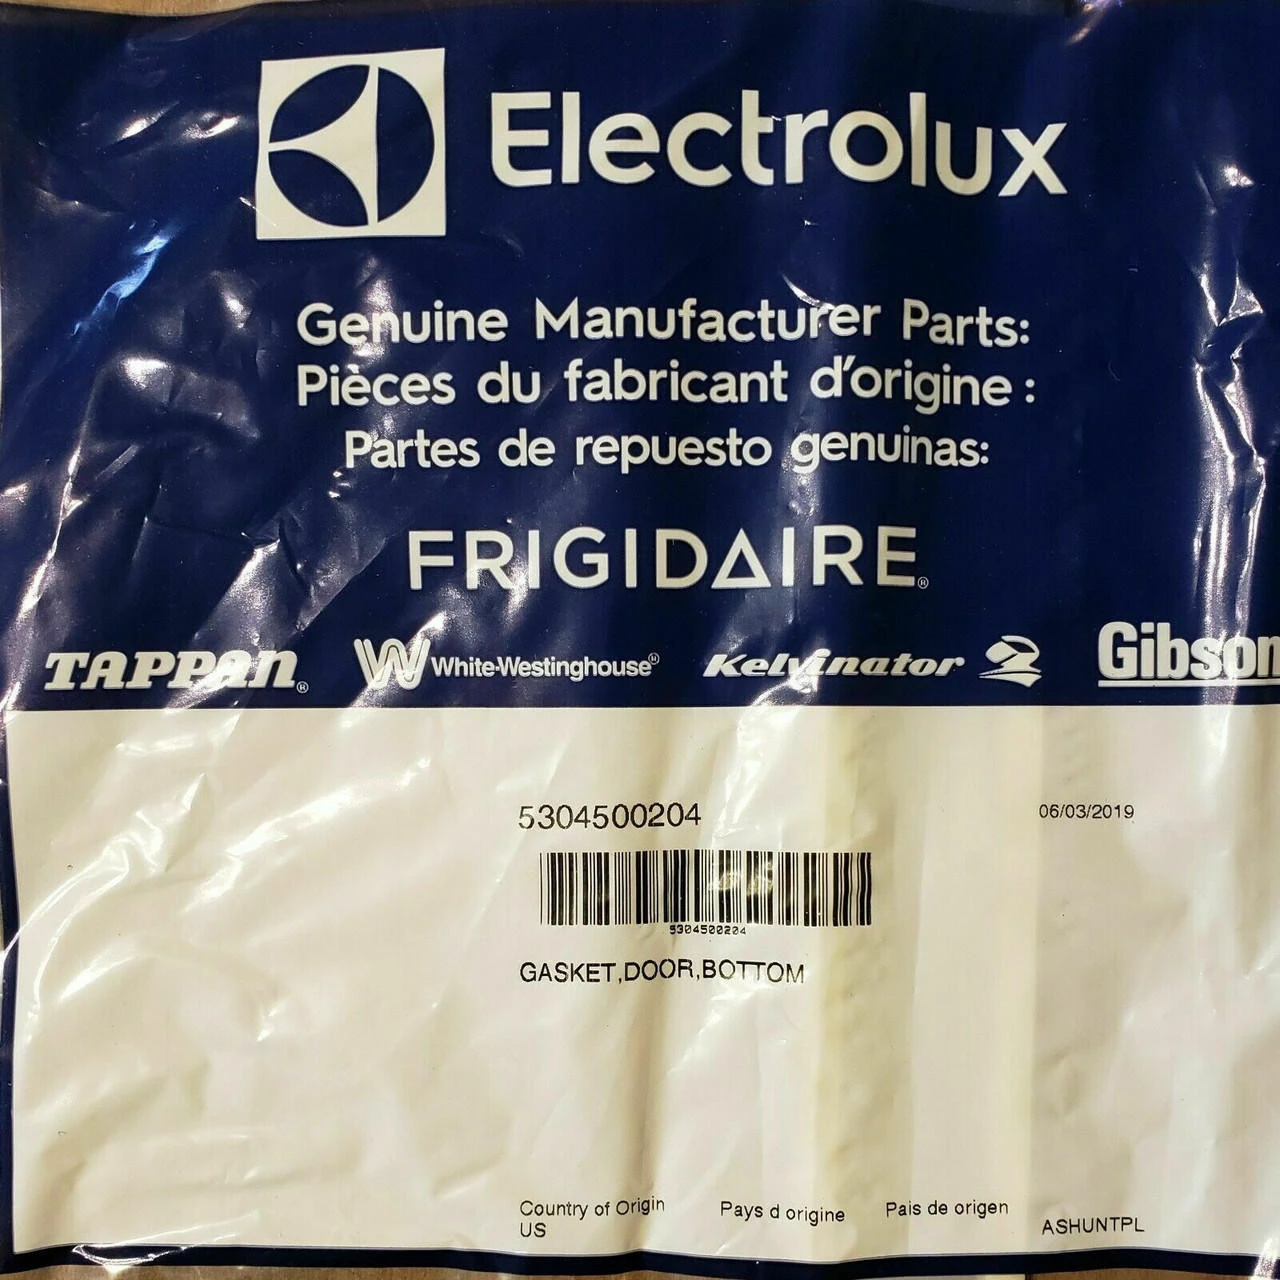 Electrolux
Genuine Manufacturer Parts:
Pièces du fabricant d'origine :
Partes de repuesto genuinas:
FRIGIDAIRE®
TAPPAN® White-Westinghouse® Kelvinator Gibson
5304500204 06/03/2019
5304500204
GASKET,DOOR,BOTTOM
Country of Origin Pays d origine Pais de origen
US ASHUNTPL